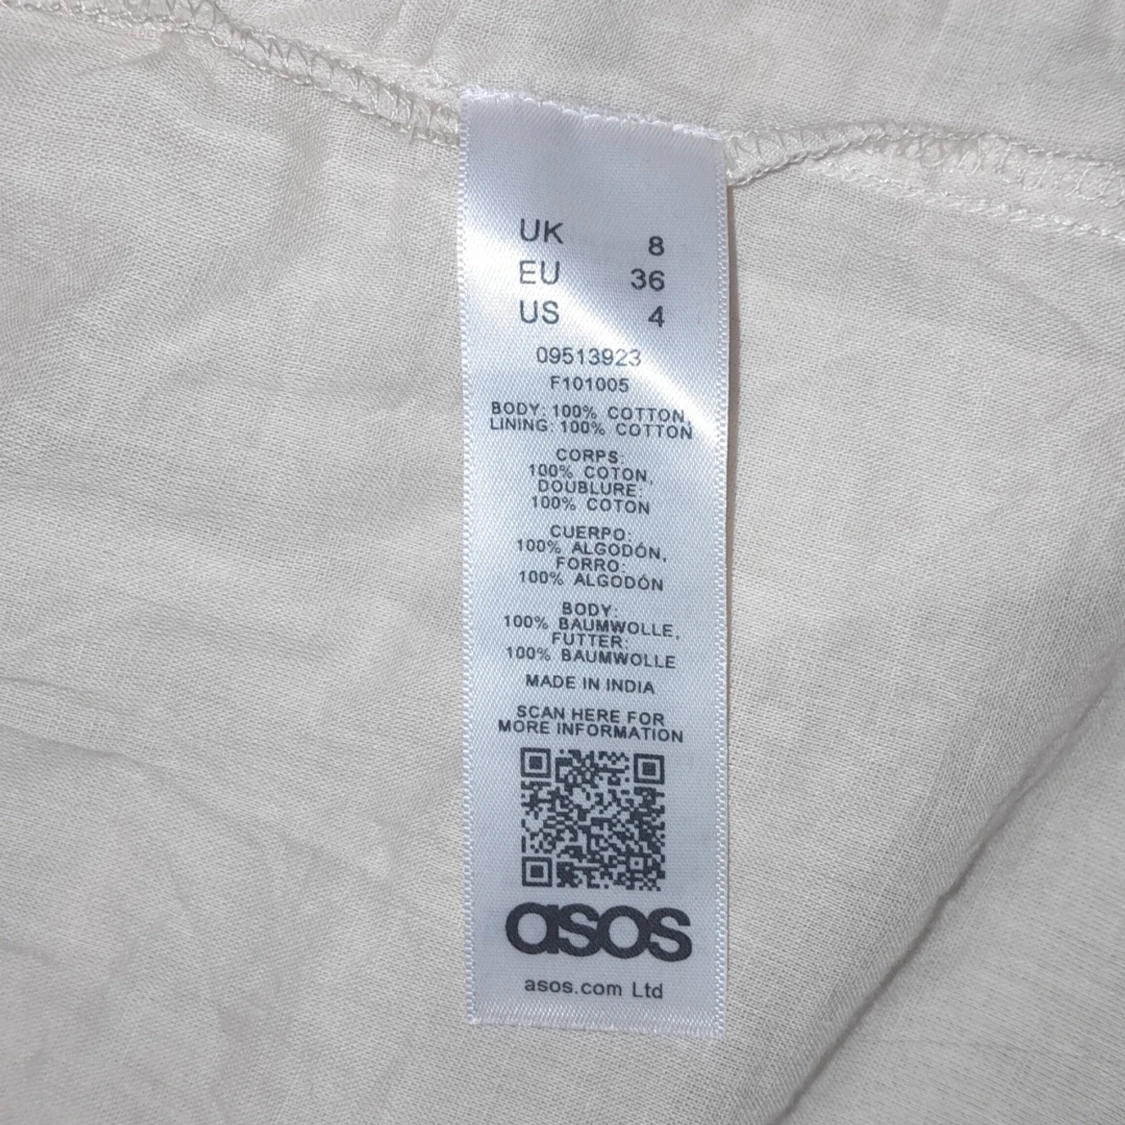 UK 8
EU 36
US 4
09513923
F101005
BODY: 100% COTTON,
LINING: 100% COTTON
CORPS:
100% COTON,
DOUBLURE:
100% COTON
CUERPO:
100% ALGODÓN,
FORRO:
100% ALGODÓN
BODY:
100% BAUMWOLLE,
FUTTER:
100% BAUMWOLLE
MADE IN INDIA
SCAN HERE FOR
MORE INFORMATION
asos
asos.com Ltd